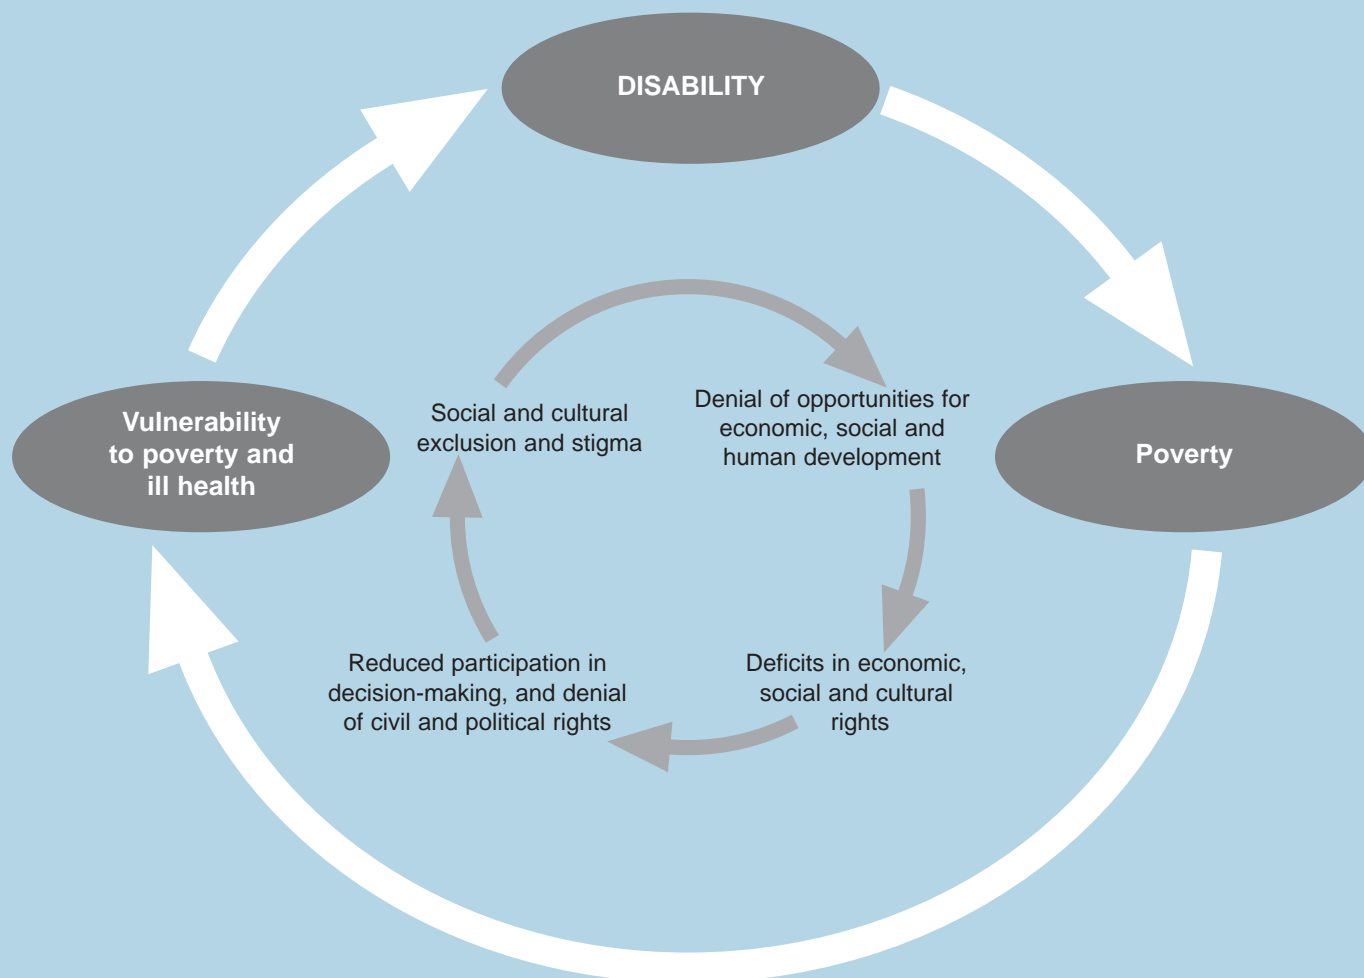 DISABILITY
Vulnerability
to poverty and
ill health
Social and cultural
exclusion and stigma
Denial of opportunities for
economic, social and
human development
Poverty
Reduced participation in
decision-making, and denial
of civil and political rights
Deficits in economic,
social and cultural
rights